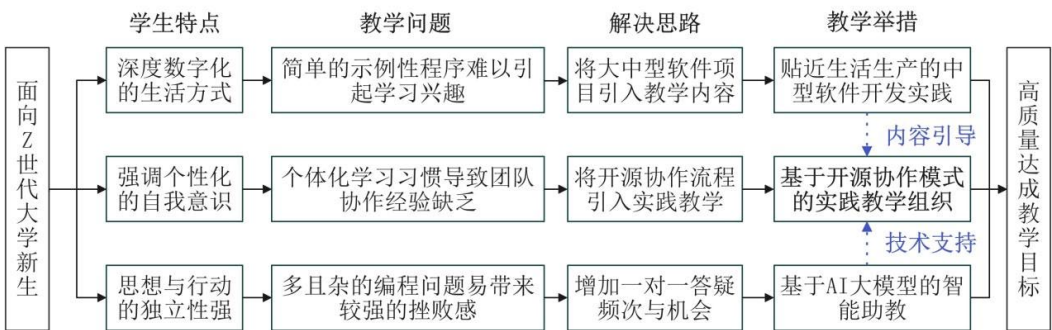 学生特点
教学问题
解决思路
教学举措
面向Z世代大学新生
深度数字化
的生活方式
简单的示例性程序难以引
起学习兴趣
将大中型软件项
目引入教学内容
贴近生活生产的中
型软件开发实践
内容引导
强调个性化
的自我意识
个体化学习习惯导致团队
协作经验缺乏
将开源协作流程
引入实践教学
基于开源协作模式
的实践教学组织
技术支持
思想与行动
的独立性强
多且杂的编程问题易带来
较强的挫败感
增加一对一答疑
频次与机会
基于AI大模型的智
能助教
高质量达成教学目标